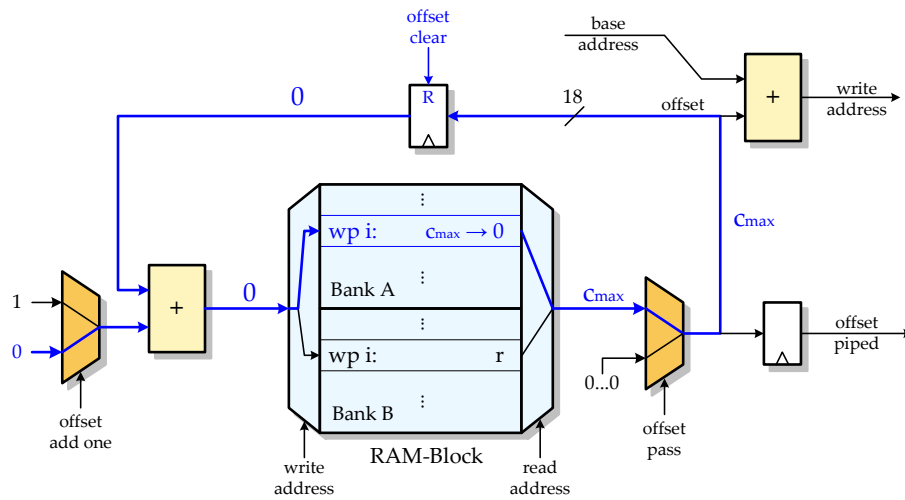 offset
clear
base
address
0
R
18
offset
+
write
address
⋮
wp i: cmax → 0
cmax
1
+
0
⋮
Bank A
cmax
⋮
0
wp i: r
offset
piped
0...0
⋮
Bank B
offset
add one
offset
pass
RAM-Block
write
address
read
address